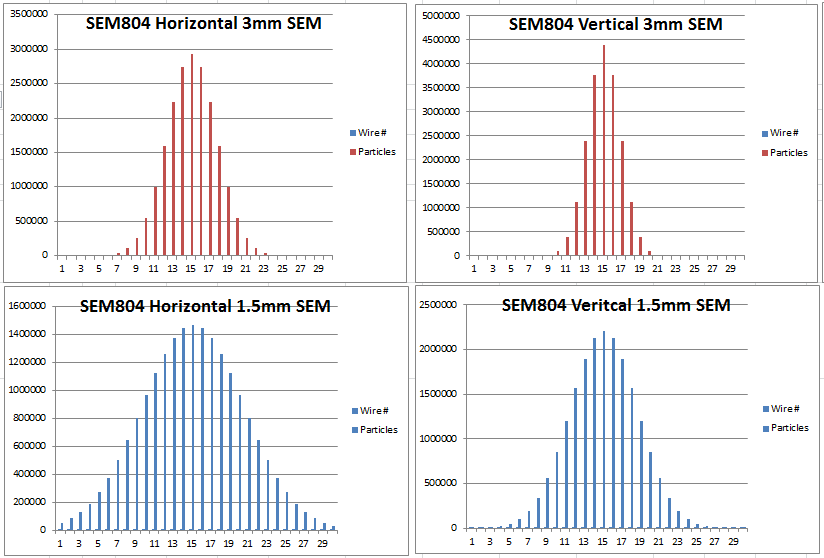 SEM804 Horizontal 3mm SEM
3500000
3000000
2500000
2000000
1500000
1000000
500000
0
1 3 5 7 9 11 13 15 17 19 21 23 25 27 29
Wire #
Particles
SEM804 Vertical 3mm SEM
5000000
4500000
4000000
3500000
3000000
2500000
2000000
1500000
1000000
500000
0
1 3 5 7 9 11 13 15 17 19 21 23 25 27 29
Wire #
Particles
SEM804 Horizontal 1.5mm SEM
1600000
1400000
1200000
1000000
800000
600000
400000
200000
0
1 3 5 7 9 11 13 15 17 19 21 23 25 27 29
Wire #
Particles
SEM804 Veritcal 1.5mm SEM
2500000
2000000
1500000
1000000
500000
0
1 3 5 7 9 11 13 15 17 19 21 23 25 27 29
Wire #
Particles